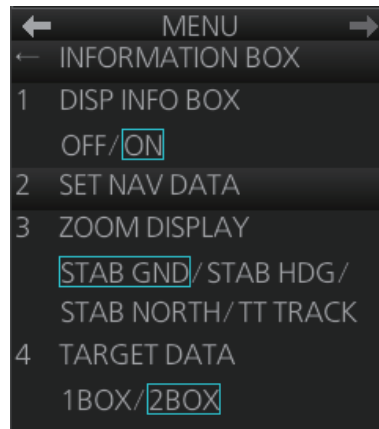 ← MENU →
← INFORMATION BOX
1 DISP INFO BOX
OFF/ON
2 SET NAV DATA
3 ZOOM DISPLAY
STAB GND/STAB HDG/
STAB NORTH/TT TRACK
4 TARGET DATA
1BOX/2BOX